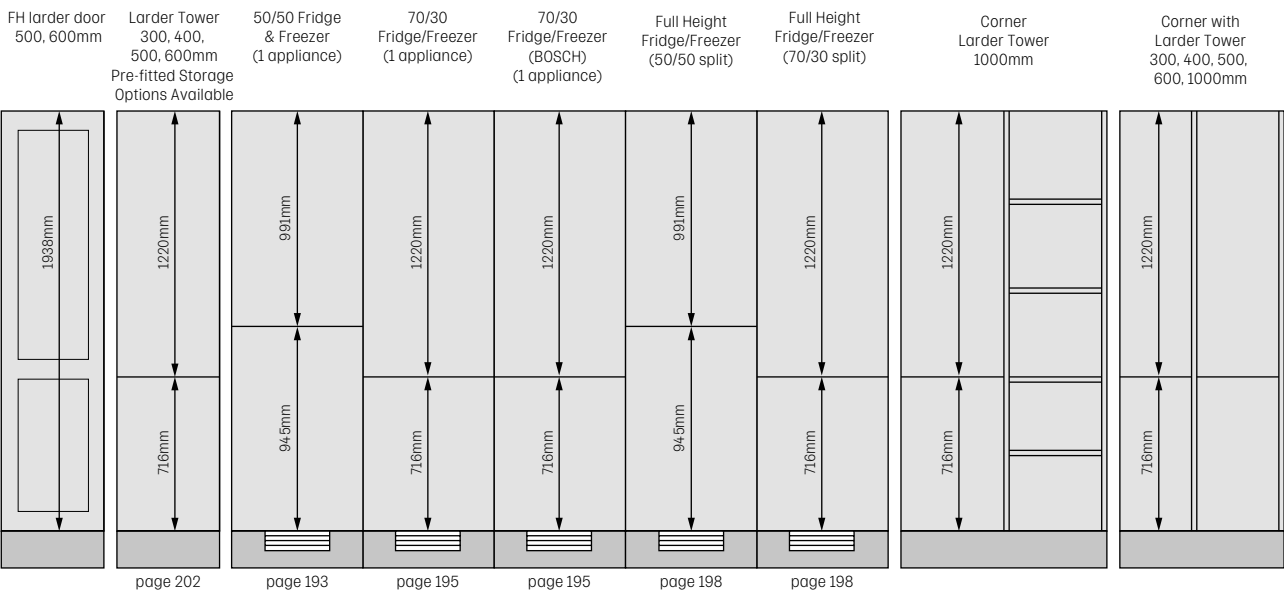 FH larder door
500, 600mm
Larder Tower
300, 400,
500, 600mm
Pre-fitted Storage
Options Available
50/50 Fridge
& Freezer
(1 appliance)
70/30
Fridge/Freezer
(1 appliance)
70/30
Fridge/Freezer
(BOSCH)
(1 appliance)
Full Height
Fridge/Freezer
(50/50 split)
Full Height
Fridge/Freezer
(70/30 split)
Corner
Larder Tower
1000mm
Corner with
Larder Tower
300, 400, 500,
600, 1000mm
1938mm
1220mm
716mm
991mm
945mm
1220mm
716mm
1220mm
716mm
991mm
945mm
1220mm
716mm
1220mm
716mm
1220mm
716mm
page 202
page 193
page 195
page 195
page 198
page 198